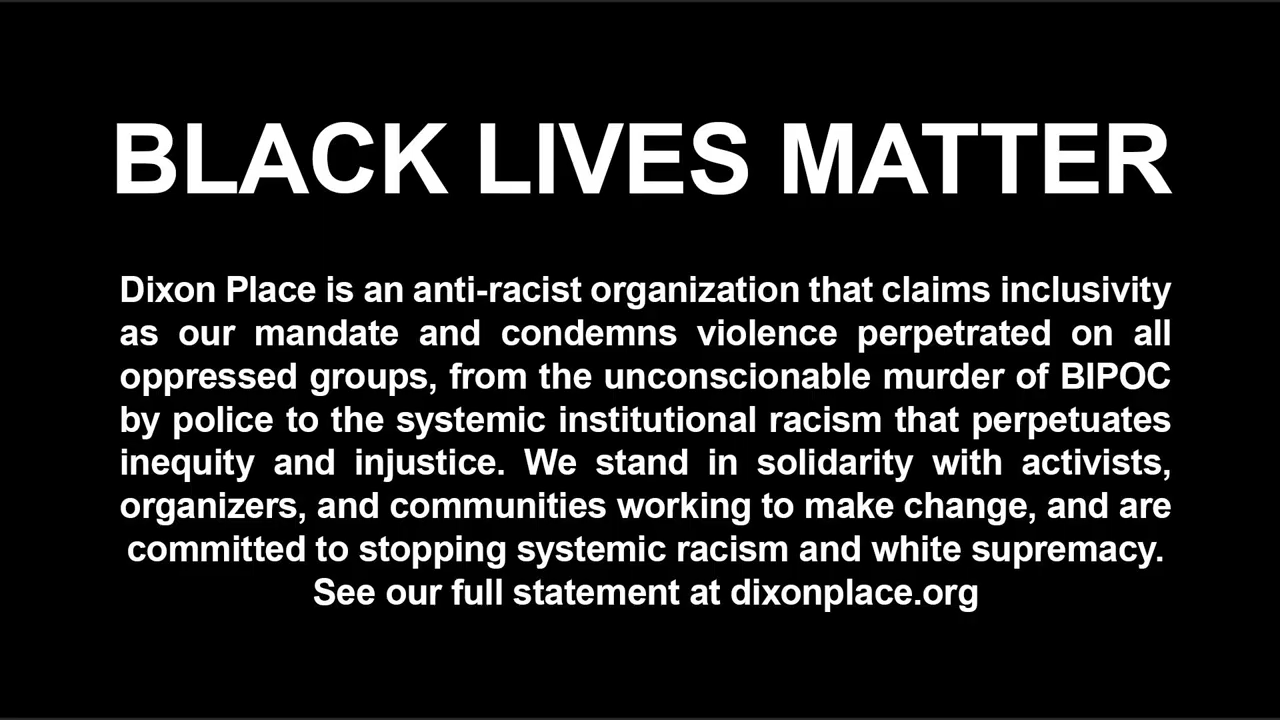 BLACK LIVES MATTER
Dixon Place is an anti-racist organization that claims inclusivity
as our mandate and condemns violence perpetrated on all
oppressed groups, from the unconscionable murder of BIPOC
by police to the systemic institutional racism that perpetuates
inequity and injustice. We stand in solidarity with activists,
organizers, and communities working to make change, and are
committed to stopping systemic racism and white supremacy.
See our full statement at dixonplace.org